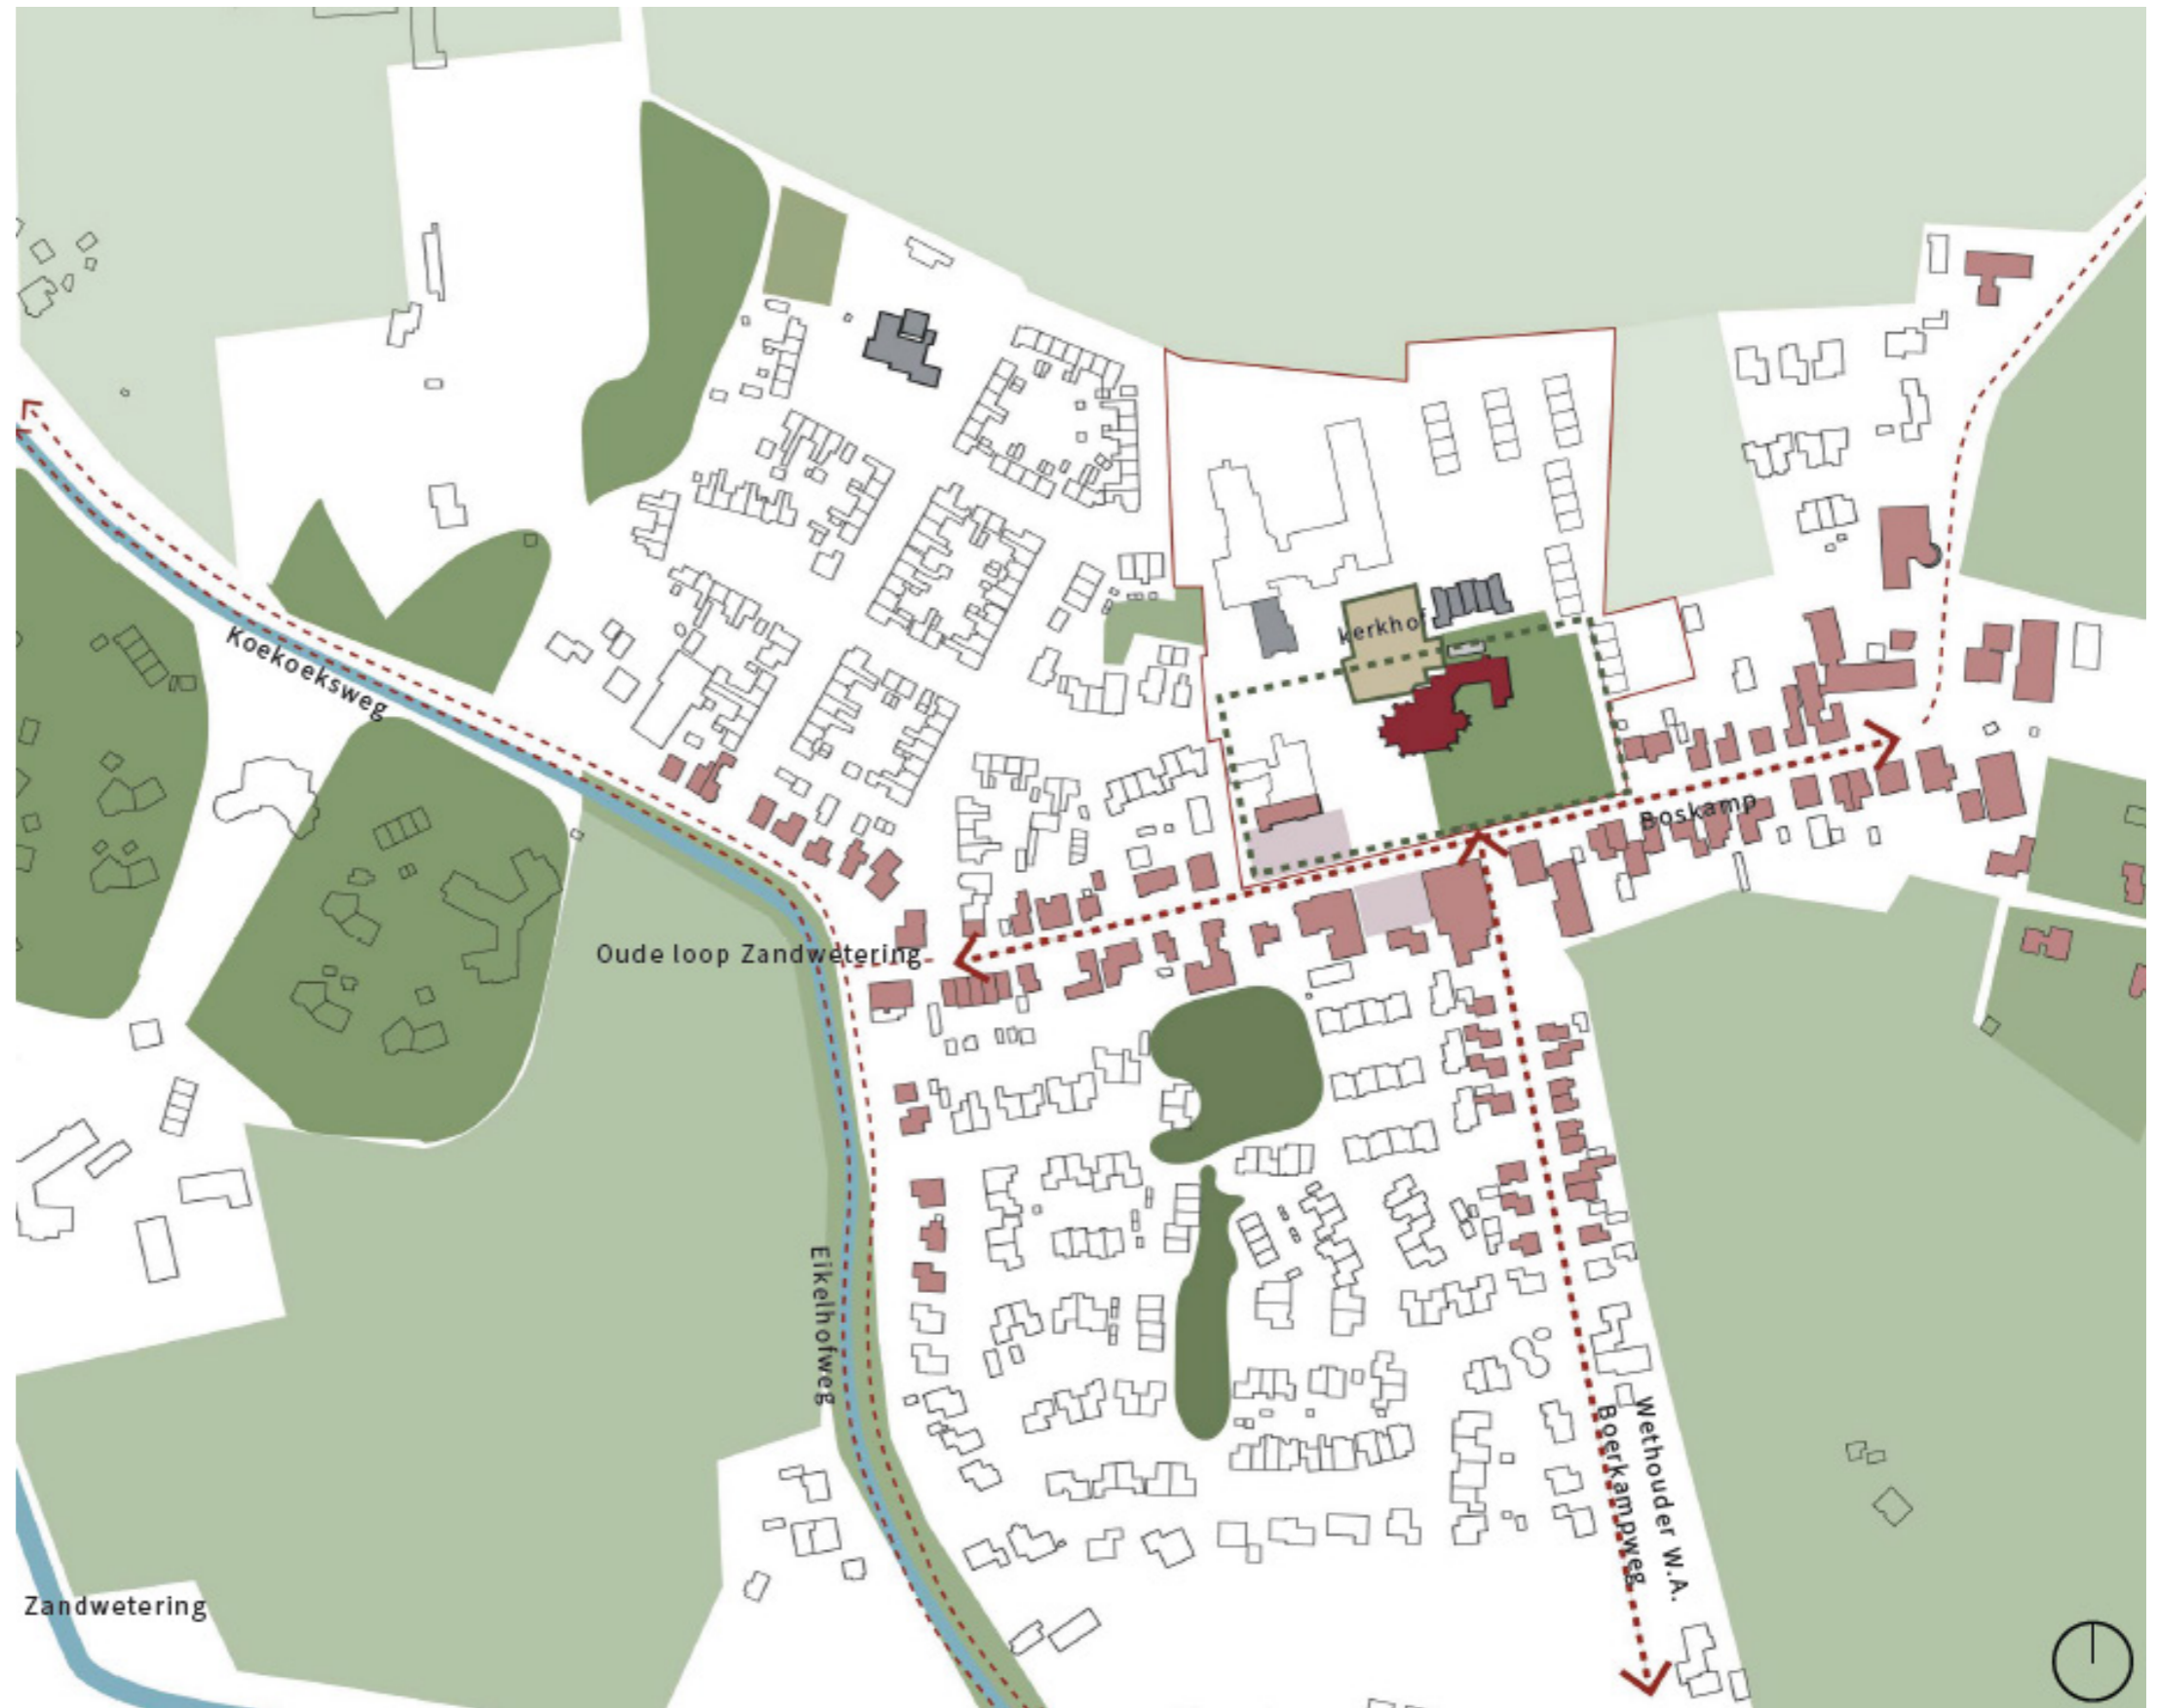 kerkhof
Koekoeksweg
Boskamp
Oude loop Zandwetering
Eikelhofweg
Wethouder W.A.
Boerkampweg
Zandwetering